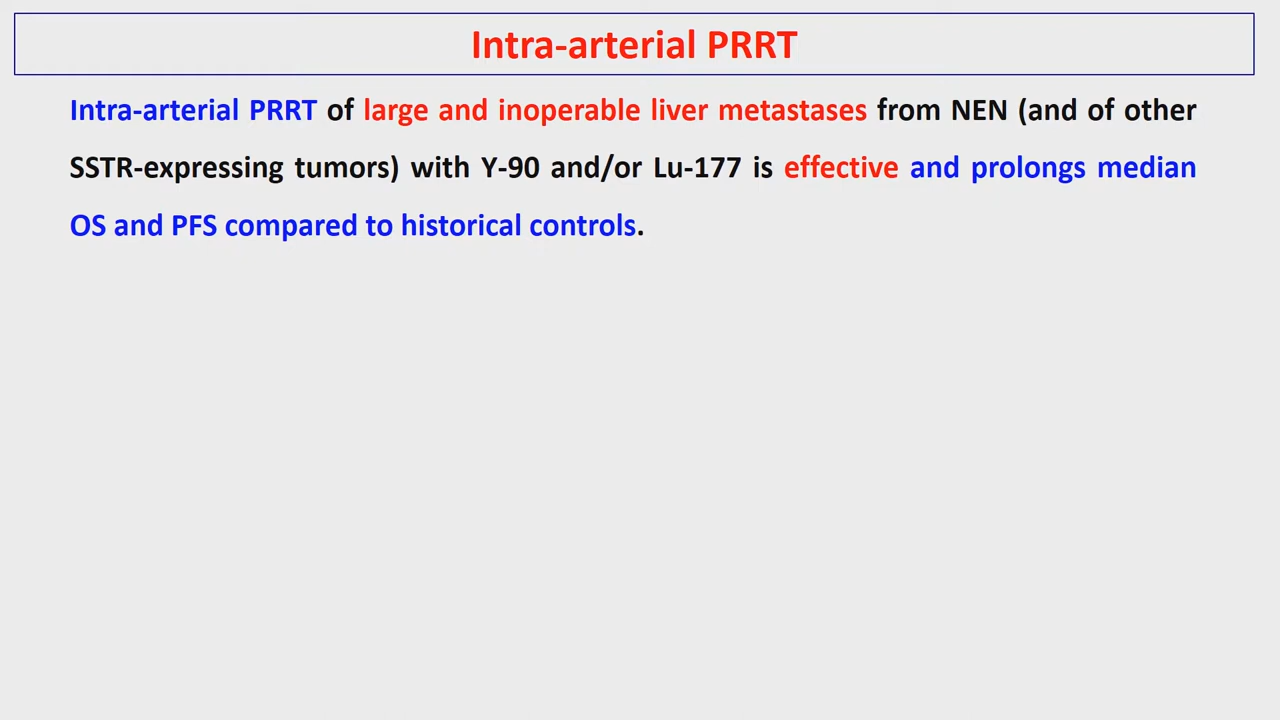 Intra-arterial PRRT
Intra-arterial PRRT of large and inoperable liver metastases from NEN (and of other
SSTR-expressing tumors) with Y-90 and/or Lu-177 is effective and prolongs median
OS and PFS compared to historical controls.